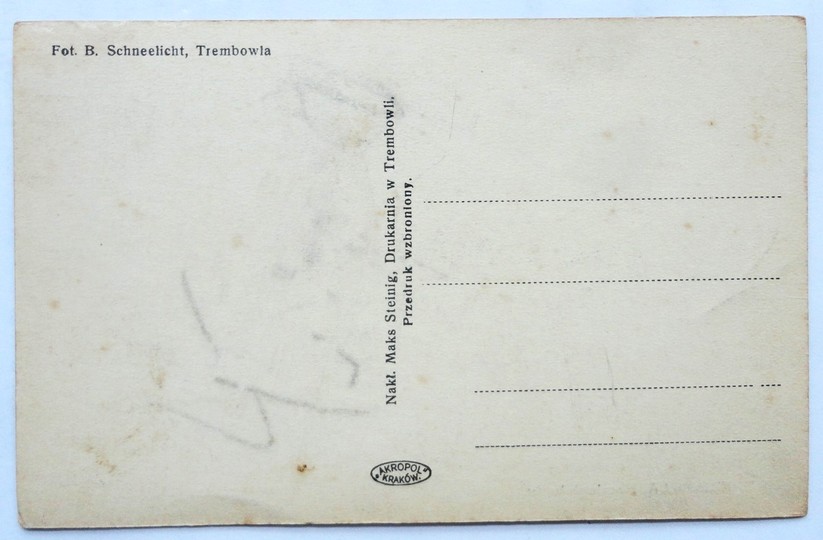 Fot. B. Schneelicht, Trembowla
Nakł. Maks Steinig, Drukarnia w Trembowli,
Przedruk wzbroniony.
AKROPOL
KRAKÓW.